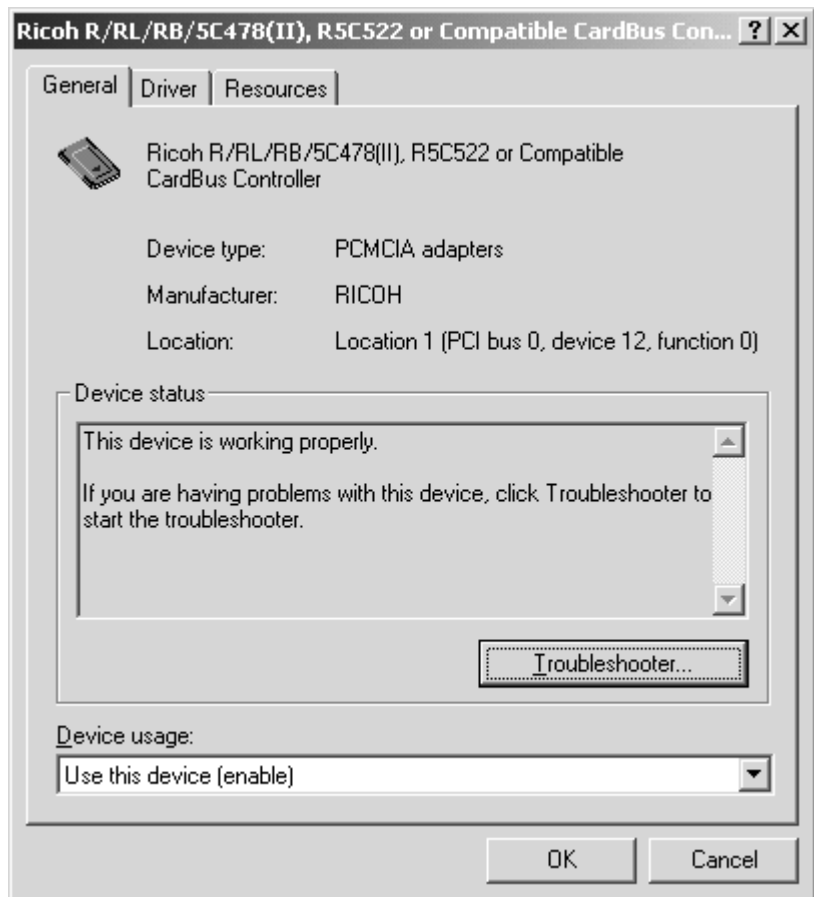 Ricoh R/RL/RB/5C478(II), R5C522 or Compatible CardBus Con... ? X
General Driver Resources
Ricoh R/RL/RB/5C478(II), R5C522 or Compatible
CardBus Controller
Device type: PCMCIA adapters
Manufacturer: RICOH
Location: Location 1 (PCI bus 0, device 12, function 0)
Device status
This device is working properly.
If you are having problems with this device, click Troubleshooter to
start the troubleshooter.
Troubleshooter...
Device usage:
Use this device (enable)
OK Cancel